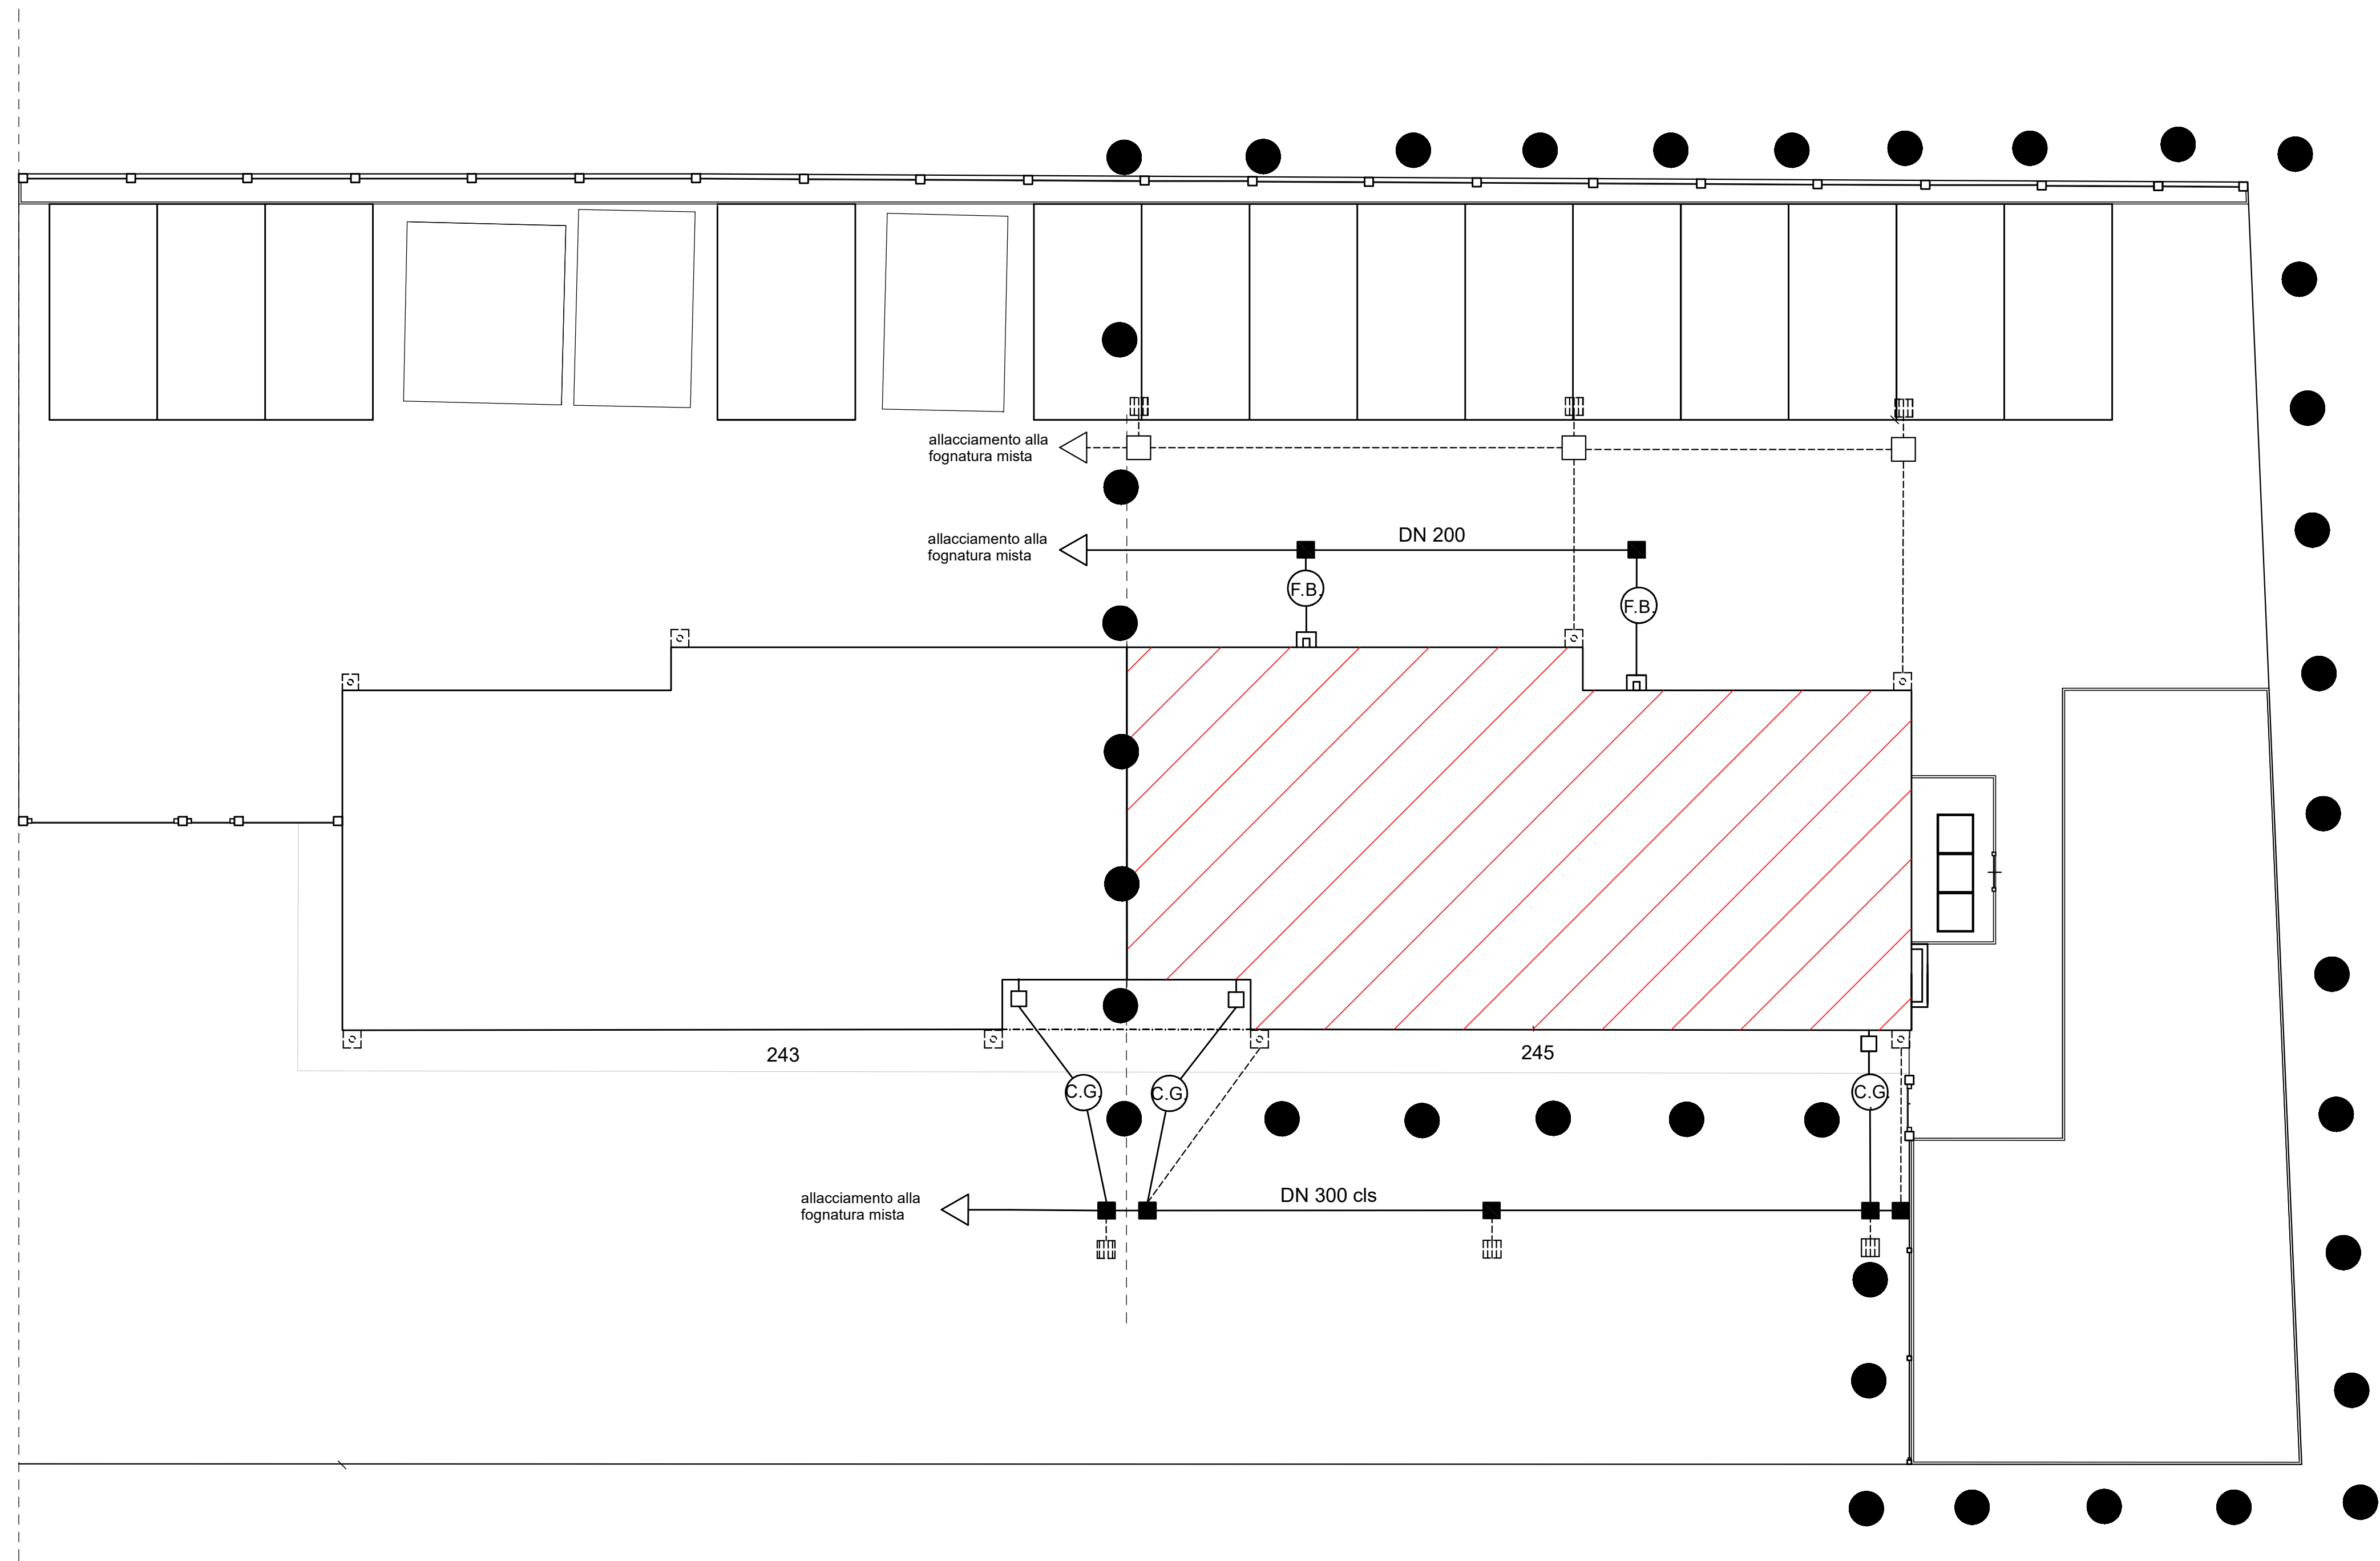 allacciamento alla
fognatura mista
DN 200
allacciamento alla
fognatura mista
F.B.
F.B.
243
245
C.G.
C.G.
C.G.
DN 300 cls
allacciamento alla
fognatura mista